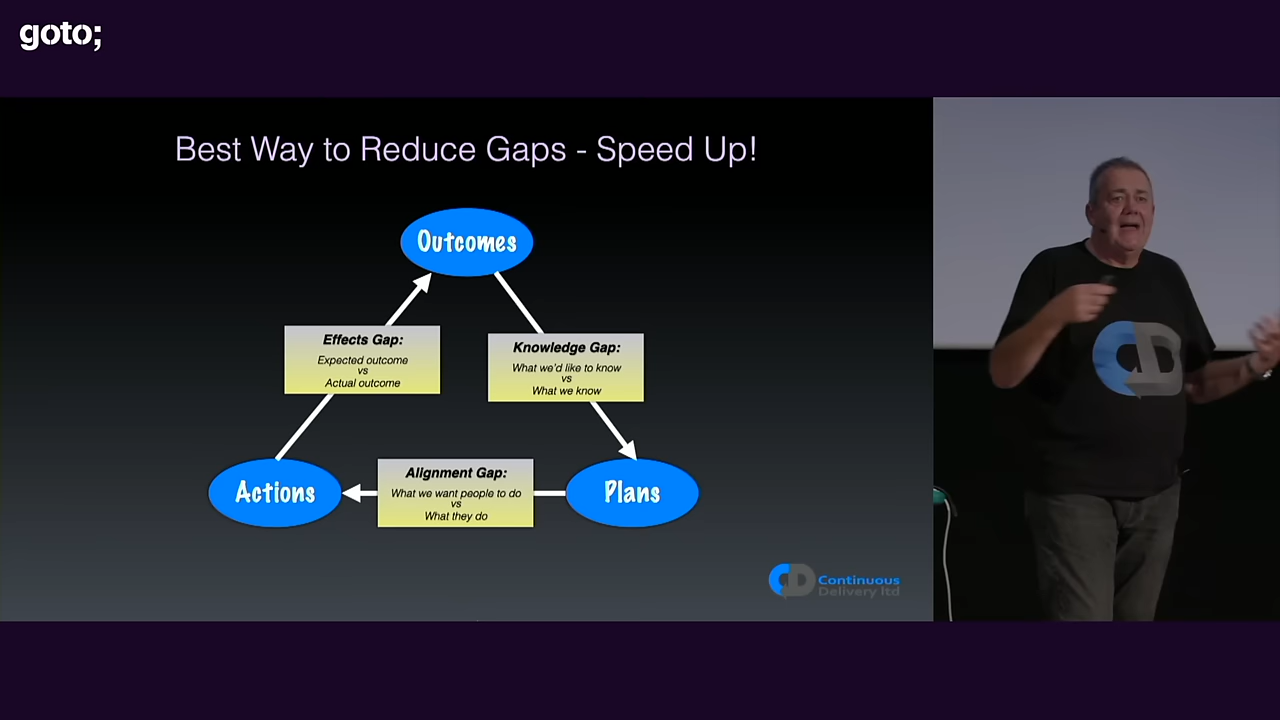 goto;
Best Way to Reduce Gaps - Speed Up!
Outcomes
Effects Gap:
Expected outcome
vs
Actual outcome
Knowledge Gap:
What we'd like to know
vs
What we know
Alignment Gap:
What we want people to do
vs
What they do
Actions
Plans
CD Continuous
Delivery ltd
CD